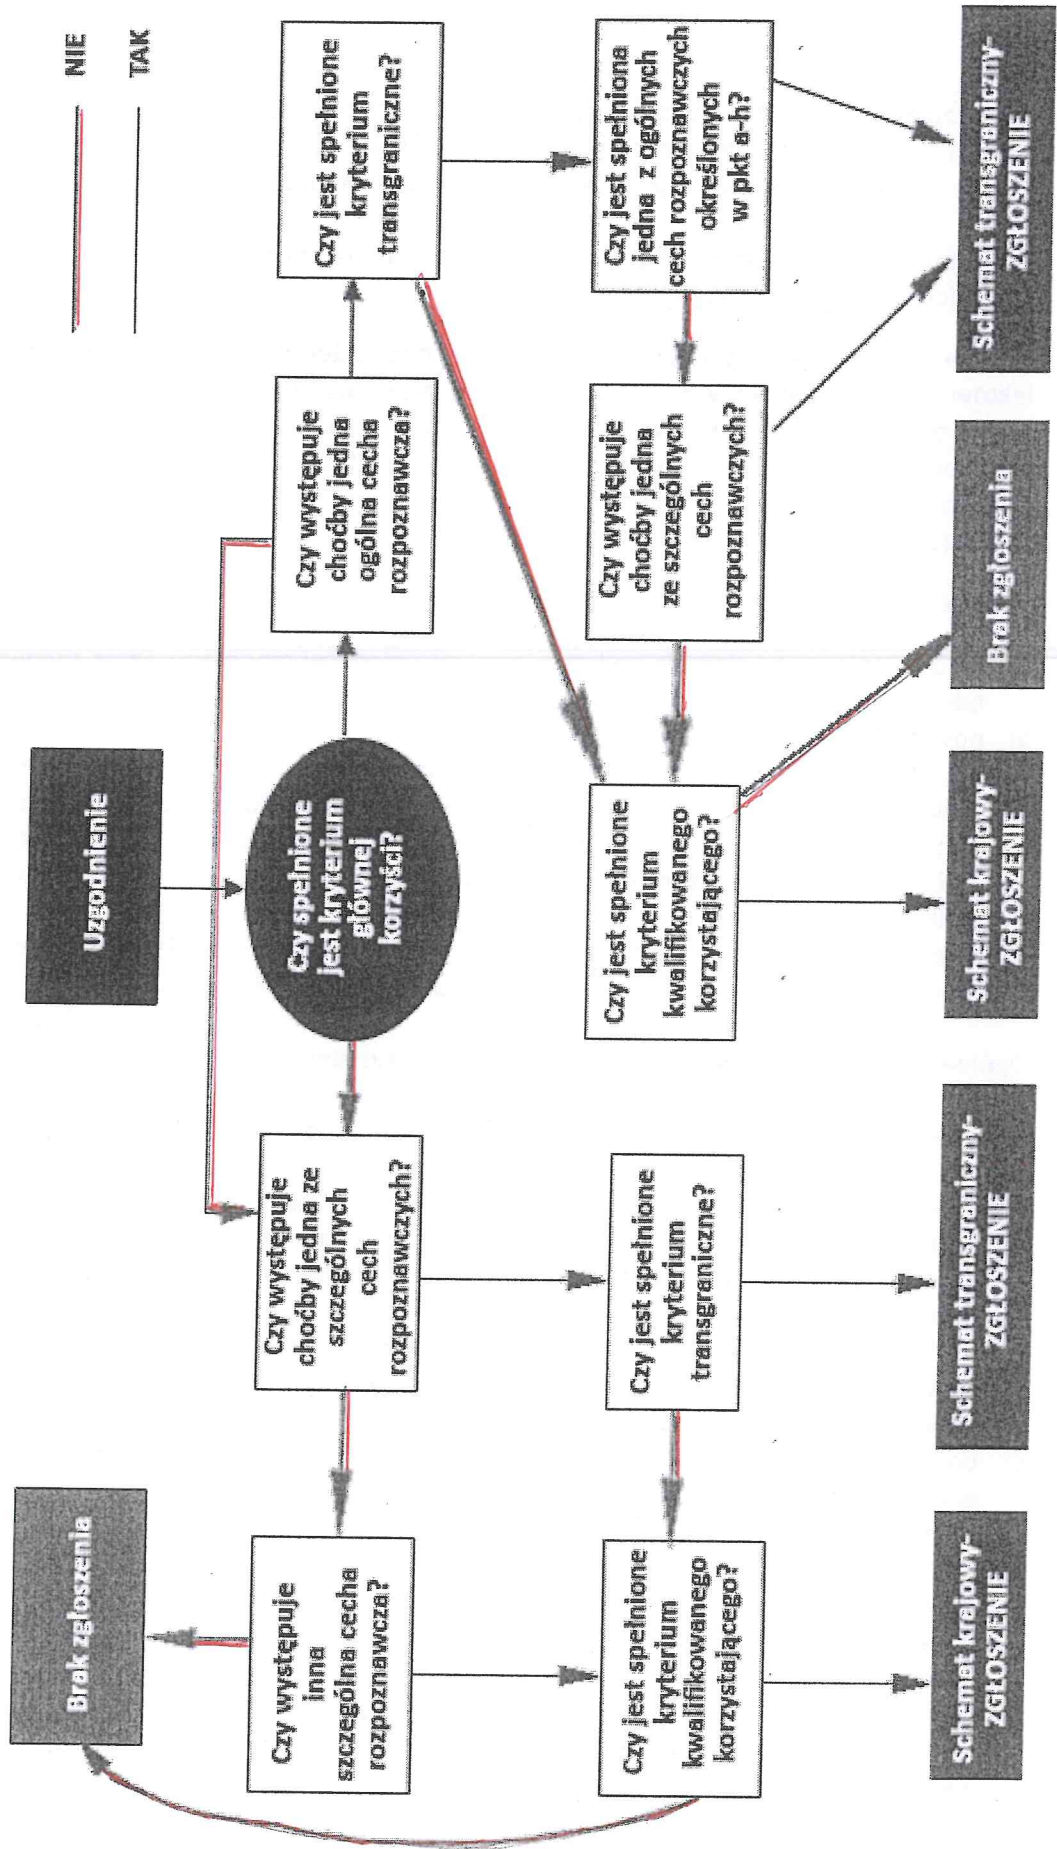 NIE
TAK
Uzgodnienie
Czy spełnione
jest kryterium
głównej
korzyści?
Czy występuje
choćby jedna
ogólna cecha
rozpoznawcza?
Czy jest spełnione
kryterium
transgraniczne?
Czy jest spełniona
jedna z ogólnych
cech rozpoznawczych
określonych
w pkt a-h?
Czy występuje
choćby jedna
ze szczególnych
cech
rozpoznawczych?
Czy jest spełnione
kryterium
kwalifikowanego
korzystającego?
Schemat transgraniczny-
ZGŁOSZENIE
Brak zgłoszenia
Schemat krajowy-
ZGŁOSZENIE
Czy występuje
choćby jedna ze
szczególnych
cech
rozpoznawczych?
Czy jest spełnione
kryterium
transgraniczne?
Schemat transgraniczny-
ZGŁOSZENIE
Brak zgłoszenia
Czy występuje
inna
szczególna cecha
rozpoznawcza?
Czy jest spełnione
kryterium
kwalifikowanego
korzystającego?
Schemat krajowy-
ZGŁOSZENIE